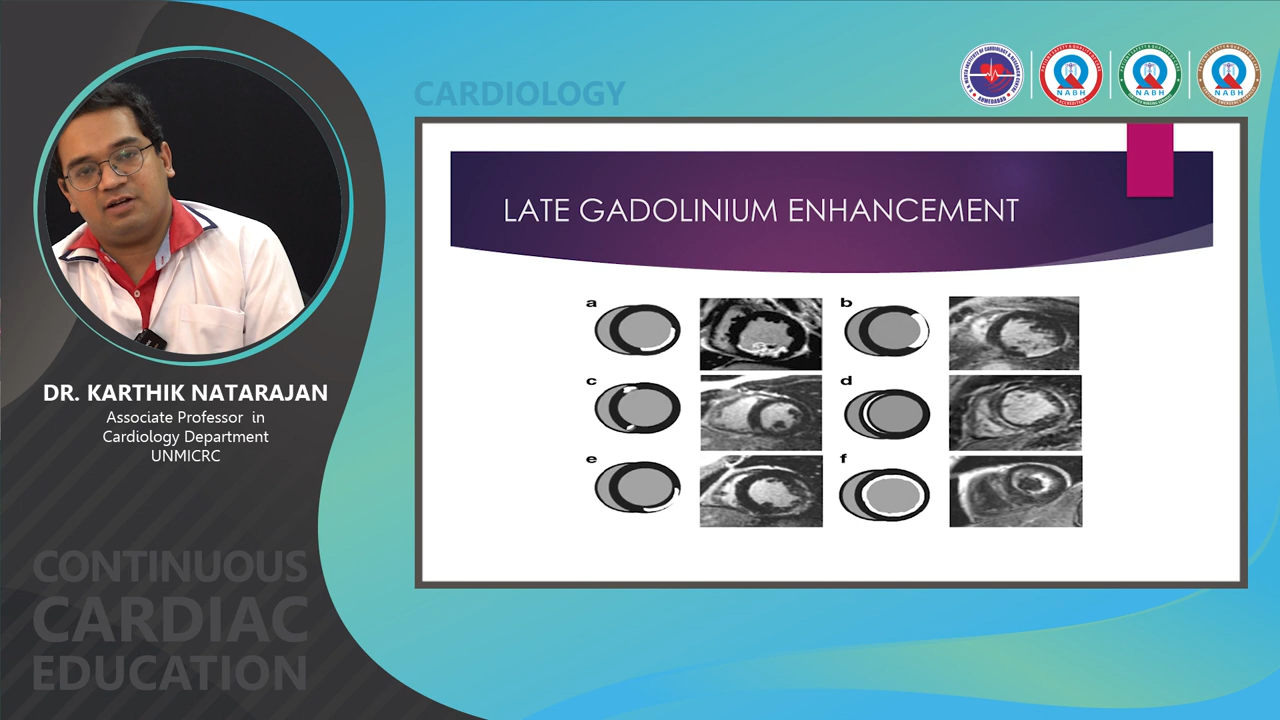 CARDIOLOGY
NABH
NABH
NABH
LATE GADOLINIUM ENHANCEMENT
a
b
c
d
e
f
DR. KARTHIK NATARAJAN
Associate Professor in
Cardiology Department
UNMICRC
CONTINUOUS
CARDIAC
EDUCATION